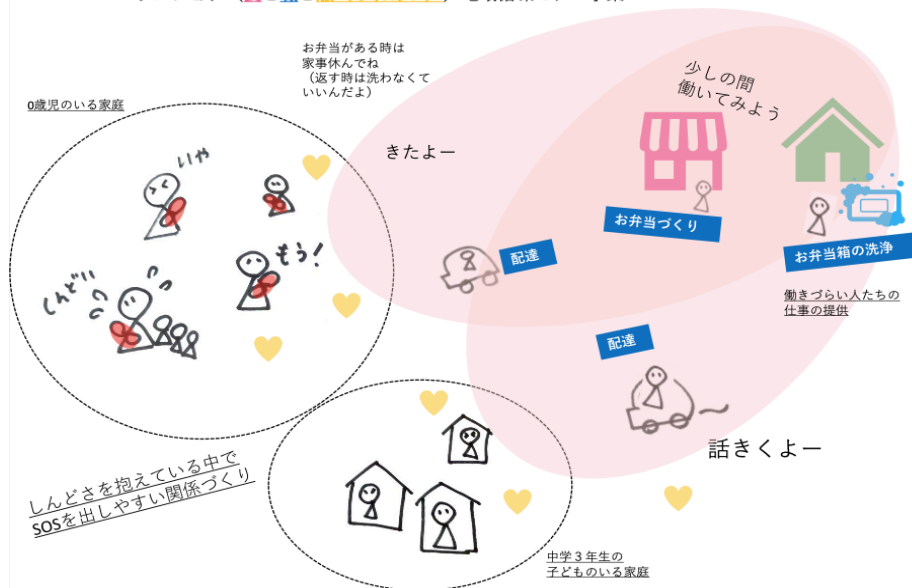 お弁当がある時は
家事休んでね
(返す時は洗わなくて
いいんだよ)
0歳児のいる家庭
いや
もう!
しんどい
きたよー
少しの間
働いてみよう
お弁当づくり
配達
お弁当箱の洗浄
働きづらい人たちの
仕事の提供
配達
話きくよー
しんどさを抱えている中で
SOSを出しやすい関係づくり
中学3年生の
子どものいる家庭